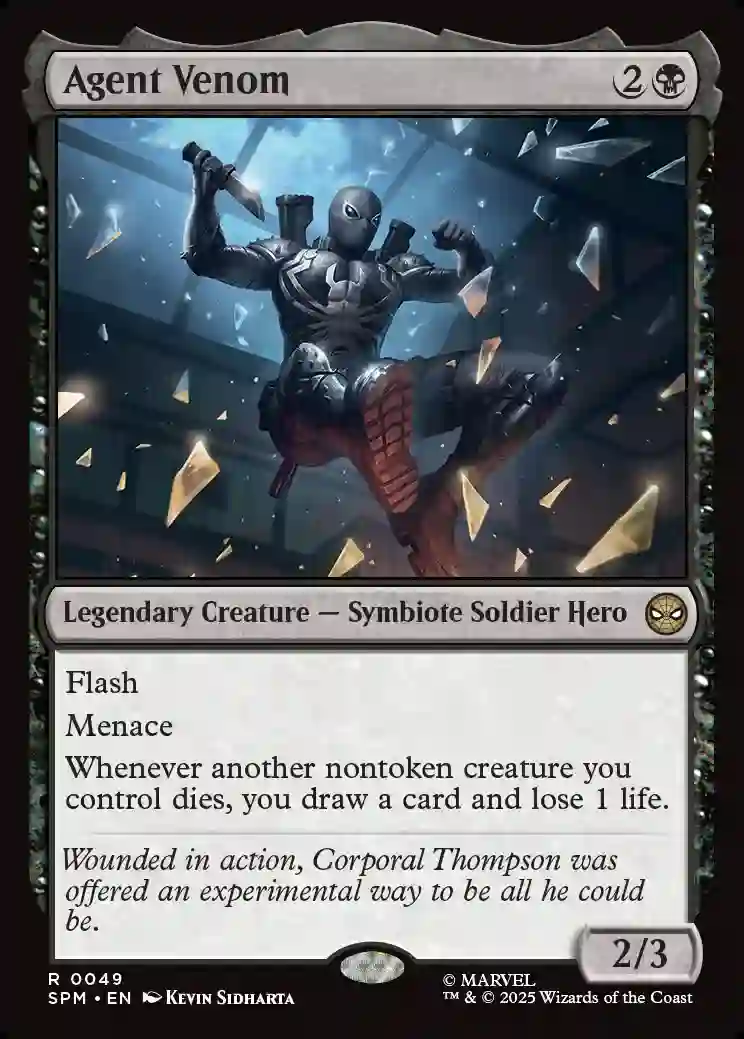 Agent Venom 2
Legendary Creature — Symbiote Soldier Hero
Flash
Menace
Whenever another nontoken creature you
control dies, you draw a card and lose 1 life.
Wounded in action, Corporal Thompson was
offered an experimental way to be all he could
be.
2/3
R 0049
SPM • EN Kevin Sidharta
© MARVEL
™ & © 2025 Wizards of the Coast